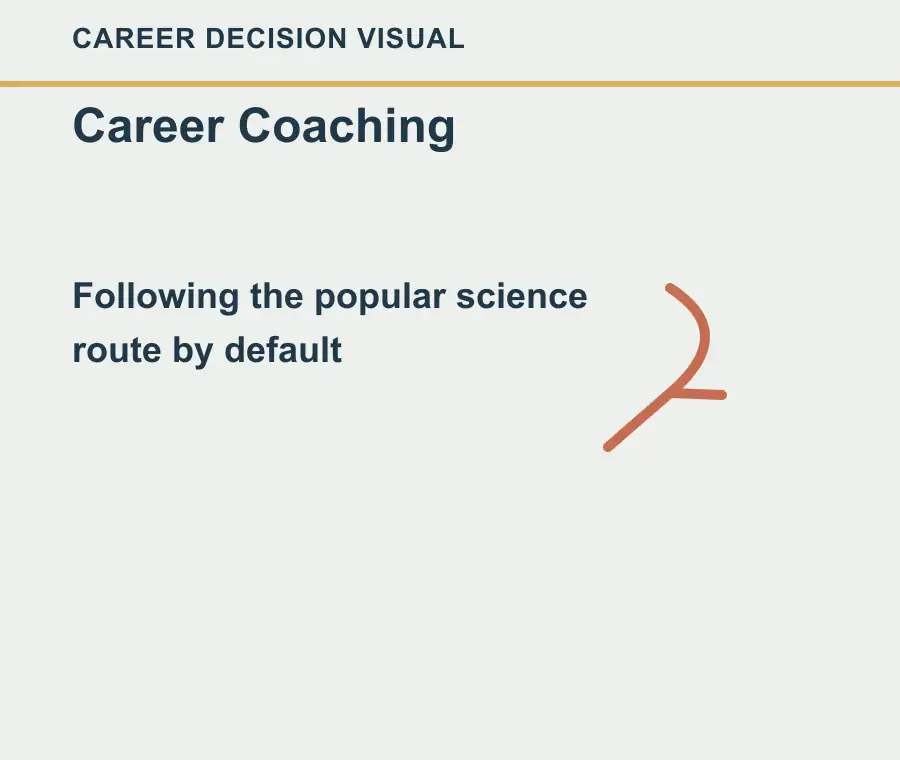 CAREER DECISION VISUAL
Career Coaching
Following the popular science
route by default